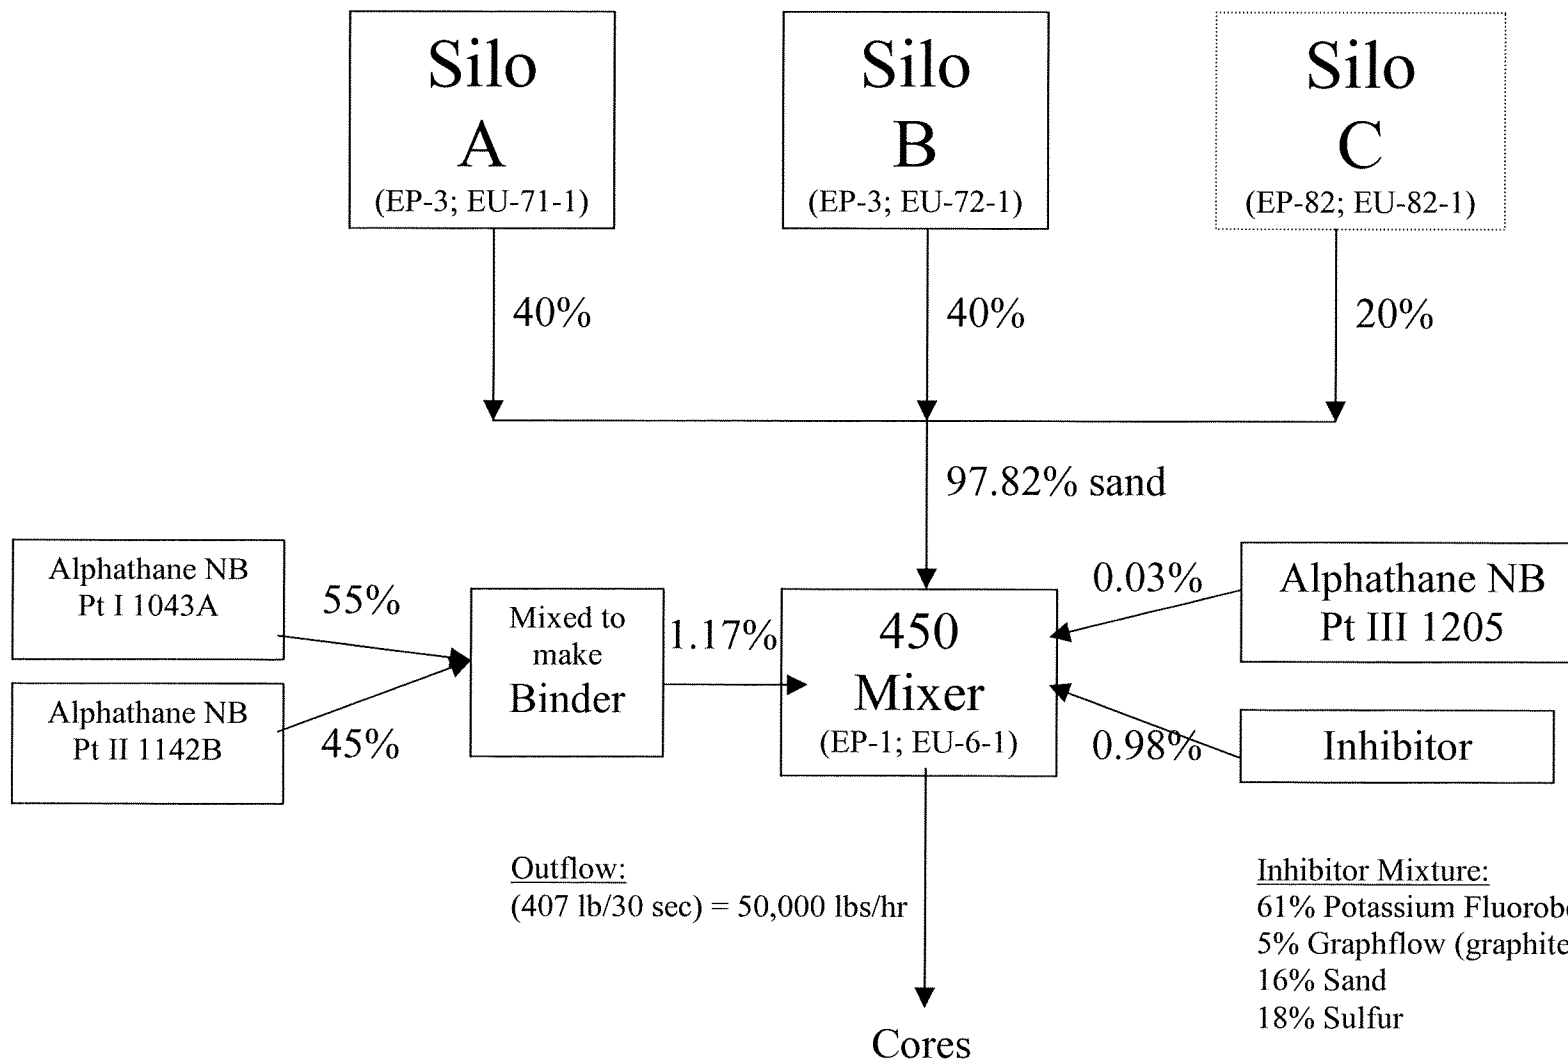 Silo
A
(EP-3; EU-71-1)
Silo
B
(EP-3; EU-72-1)
Silo
C
(EP-82; EU-82-1)
40%
40%
20%
97.82% sand
Alphathane NB
Pt I 1043A
55%
Alphathane NB
Pt II 1142B
45%
Mixed to
make
Binder
1.17%
450
Mixer
(EP-1; EU-6-1)
0.03%
Alphathane NB
Pt III 1205
0.98%
Inhibitor
Outflow:
(407 lb/30 sec) = 50,000 lbs/hr
Inhibitor Mixture:
61% Potassium
5% Graphflow (graphite
16% Sand
18% Sulfur
Cores